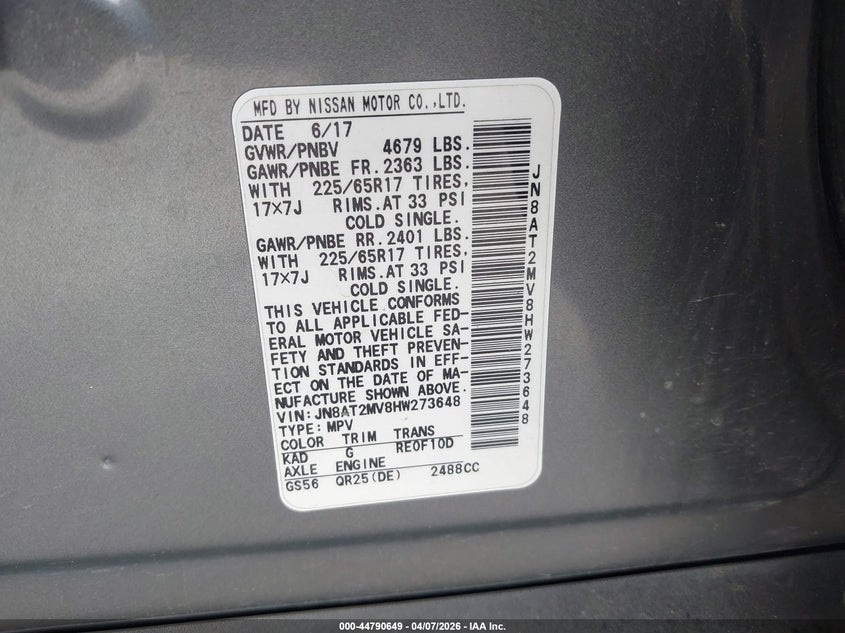 MFD BY NISSAN MOTOR CO.,LTD.
DATE 6/17
GVWR/PNBV 4679 LBS.
GAWR/PNBE FR.2363 LBS.
WITH 225/65R17 TIRES,
17×7J RIMS.AT 33 PSI
COLD SINGLE.
GAWR/PNBE RR.2401 LBS.
WITH 225/65R17 TIRES,
17×7J RIMS.AT 33 PSI
COLD SINGLE.
THIS VEHICLE CONFORMS
TO ALL APPLICABLE FED-
ERAL MOTOR VEHICLE SA-
FETY AND THEFT PREVEN-
TION STANDARDS IN EFF-
ECT ON THE DATE OF MA-
NUFACTURE SHOWN ABOVE.
VIN:JN8AT2MV8HW273648
TYPE:MPV
COLOR TRIM TRANS
KAD G RE0F10D
AXLE ENGINE
GS56 QR25(DE) 2488CC
JN8AT2MV8HW273648
000-44790649 | 04/07/2026 - IAA Inc.